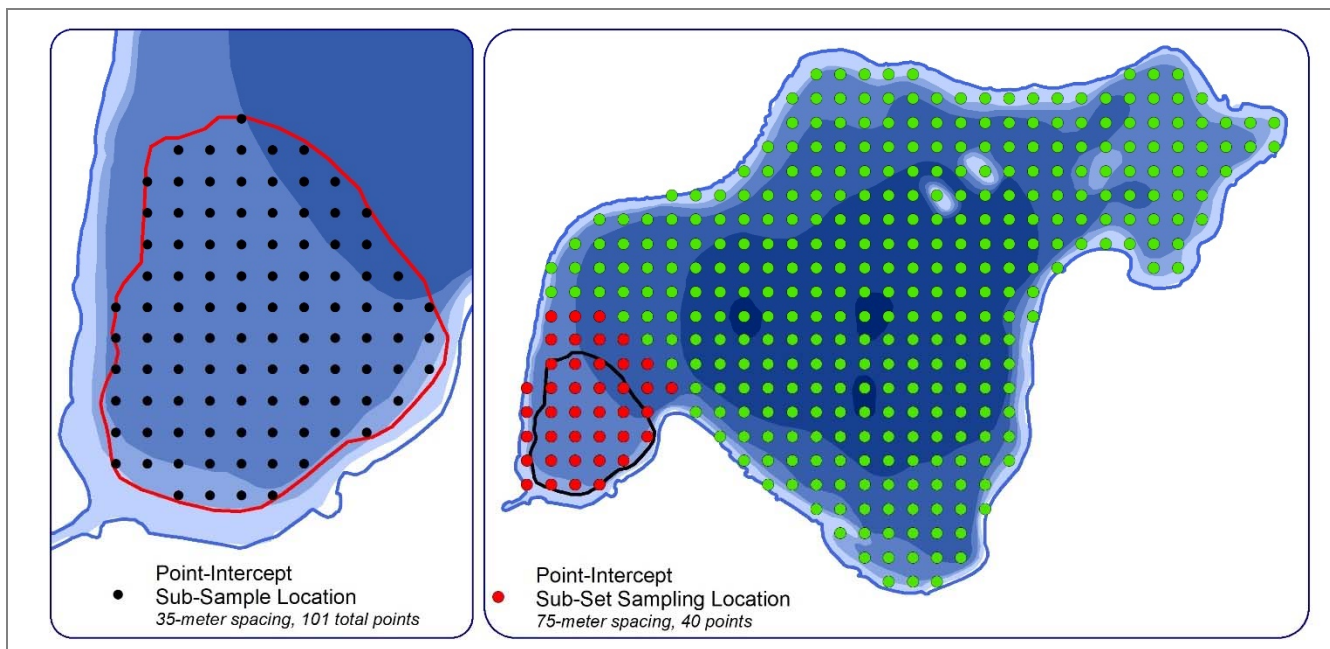 Point-Intercept
Sub-Sample Location
35-meter spacing, 101 total points
Point-Intercept
Sub-Set Sampling Location
75-meter spacing, 40 points